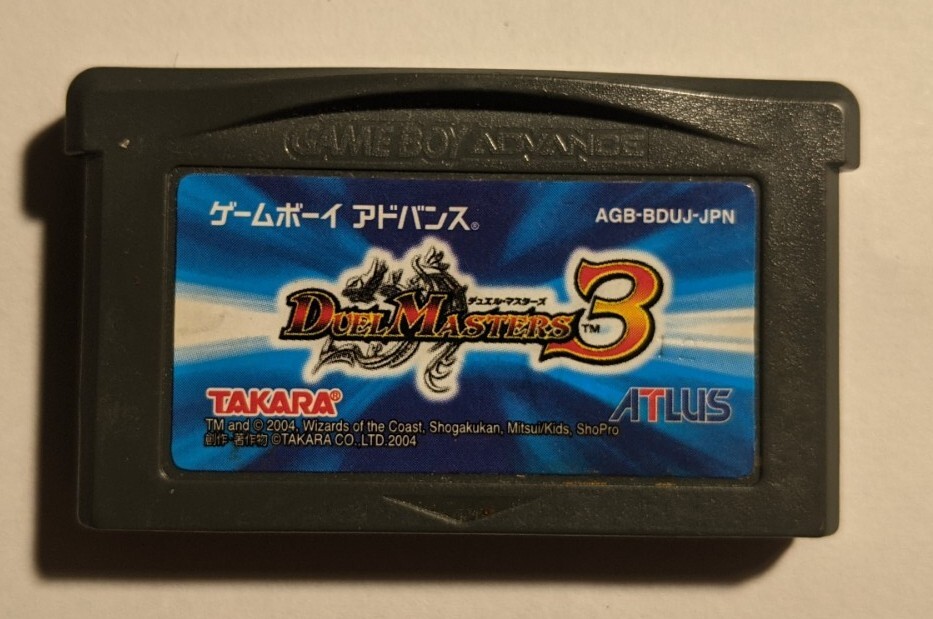 GAME BOY ADVANCE
ゲームボーイ アドバンス® AGB-BDUJ-JPN
デュエル・マスターズ
DUEL MASTERS™ 3
TAKARA® ATLUS
TM and © 2004, Wizards of the Coast, Shogakukan, Mitsui/Kids, ShoPro
創作・著作物 ©TAKARA CO.,LTD.2004